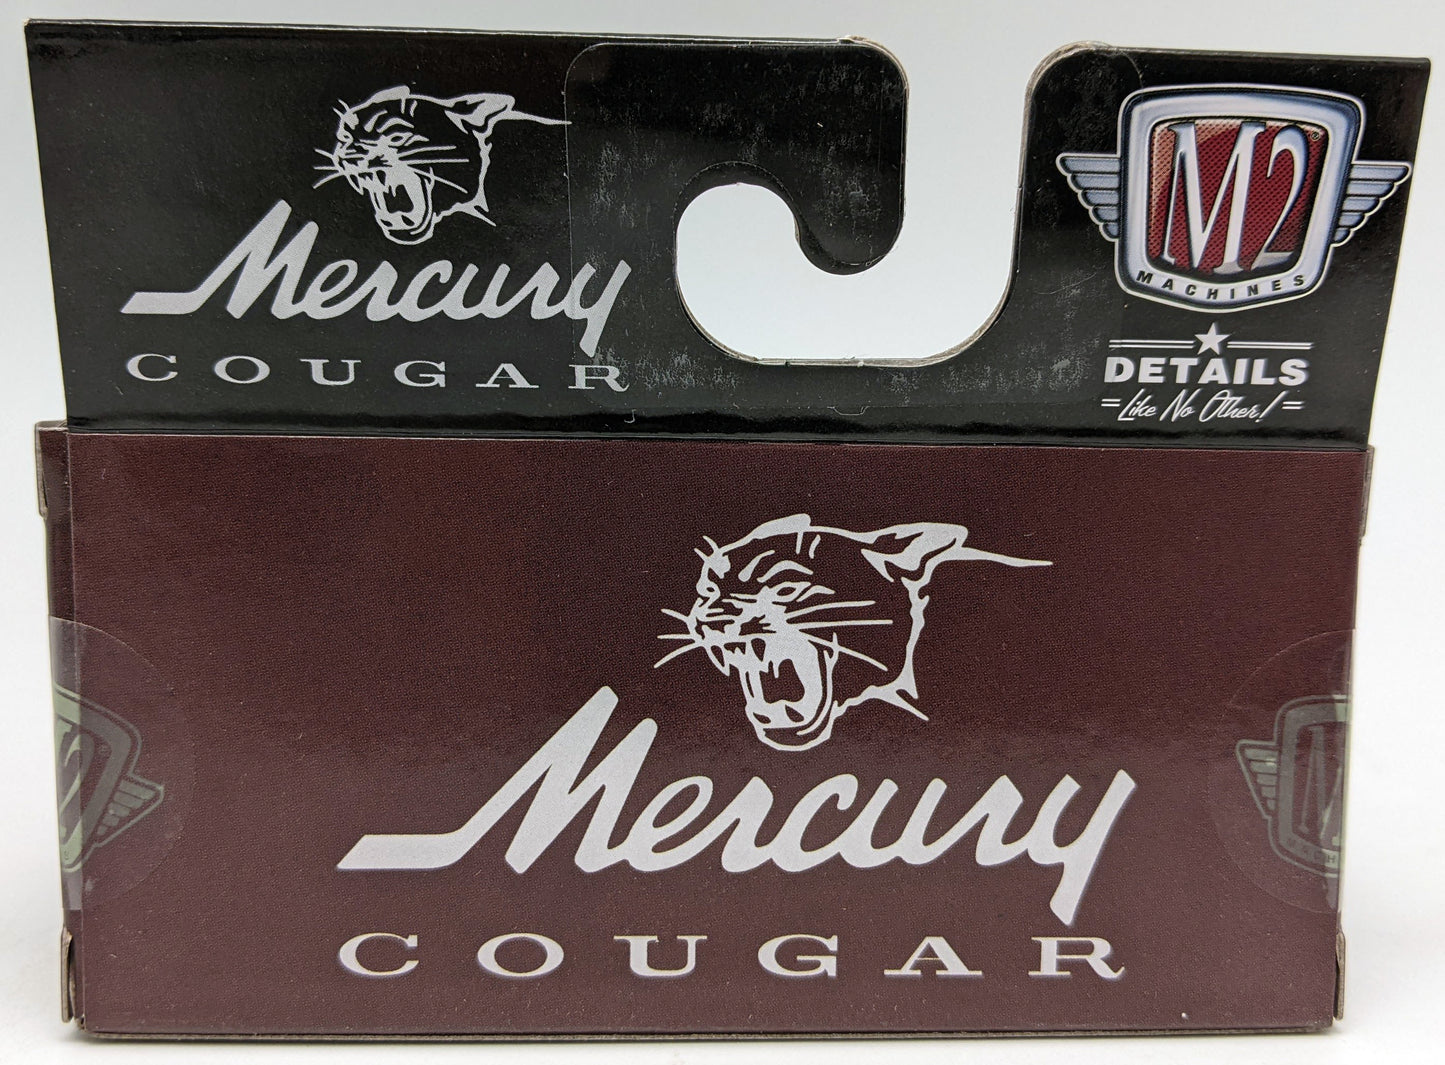 Mercury
COUGAR
M2
MACHINES
DETAILS
Like No Other!
Mercury
COUGAR